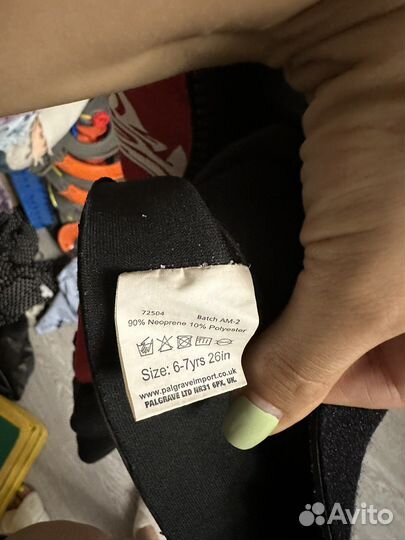 72504 Batch AM-2
90% Neoprene 10% Polyester
Size: 6-7yrs 26in
www.palgraveimport.co.uk
PALGRAVE LTD NR31 6PX, UK.
Avito